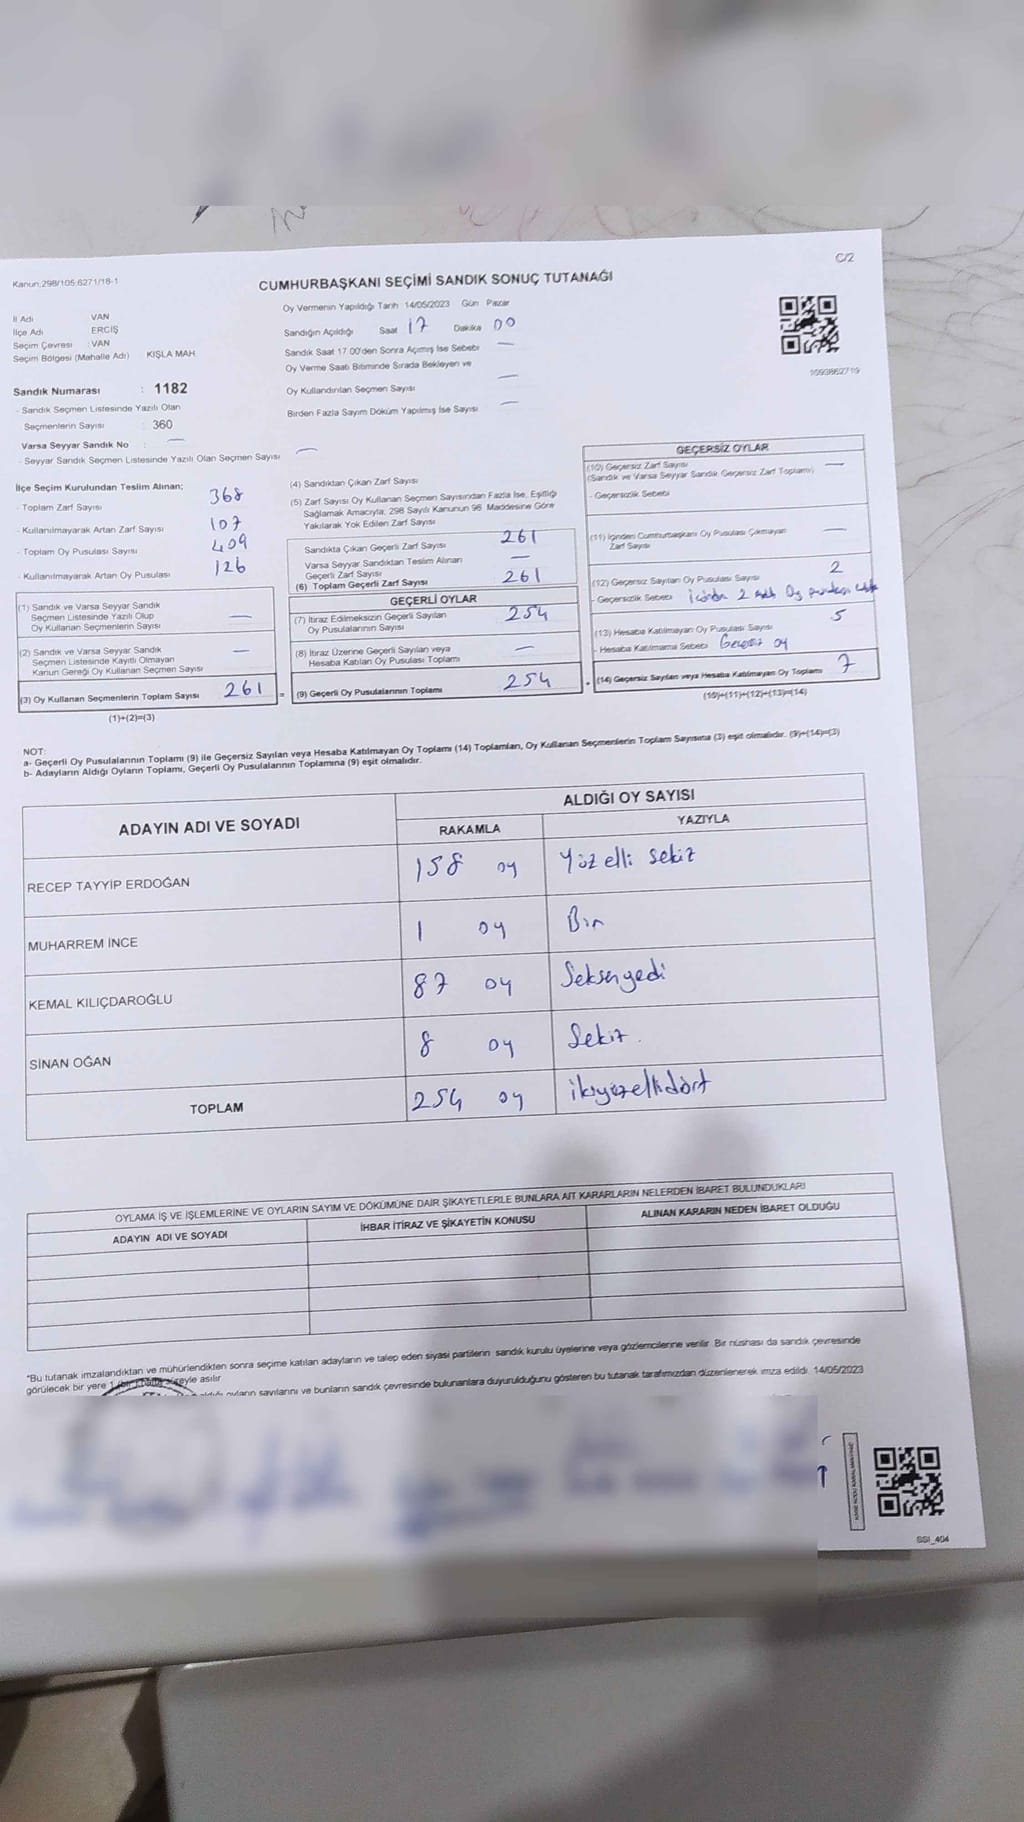 C/2
Kanun:298/105;6271/18-1
CUMHURBAŞKANI SEÇİMİ SANDIK SONUÇ TUTANAĞI
İl Adı VAN
İlçe Adı ERCİŞ
Seçim Çevresi :VAN
Seçim Bölgesi (Mahalle Adı) KIŞLA MAH.
Sandık Numarası : 1182
- Sandık Seçmen Listesinde Yazılı Olan
Seçmenlerin Sayısı : 360
Varsa Seyyar Sandık No : —
- Seyyar Sandık Seçmen Listesinde Yazılı Olan Seçmen Sayısı —
Oy Vermenin Yapıldığı Tarih 14/05/2023 Gün Pazar
Sandığın Açıldığı Saat 17 Dakika 00
Sandık Saat 17 00'den Sonra Açımış İse Sebebi —
Oy Verme Saati Bitiminde Sırada Bekleyen ve
Oy Kullandırılan Seçmen Sayısı —
Birden Fazla Sayım Döküm Yapılmış İse Sayısı —
İlçe Seçim Kurulundan Teslim Alınan;
- Toplam Zarf Sayısı 368
- Kullanılmayarak Artan Zarf Sayısı 107
- Toplam Oy Pusulası Sayısı 409
- Kullanılmayarak Artan Oy Pusulası 126
(1) Sandık ve Varsa Seyyar Sandık
Seçmen Listesinde Yazılı Olup
Oy Kullanan Seçmenlerin Sayısı —
(2) Sandık ve Varsa Seyyar Sandık
Seçmen Listesinde Kayıtlı Olmayan
Kanun Gereği Oy Kullanan Seçmen Sayısı —
(3) Oy Kullanan Seçmenlerin Toplam Sayısı 261 =
(1)+(2)=(3)
(4) Sandıktan Çıkan Zarf Sayısı
(5) Zarf Sayısı Oy Kullanan Seçmen Sayısından Fazla İse, Eşitliği
Sağlamak Amacıyla, 298 Sayılı Kanunun 98. Maddesine Göre
Yakılarak Yok Edilen Zarf Sayısı
Sandıkta Çıkan Geçerli Zarf Sayısı 261
Varsa Seyyar Sandıktan Teslim Alınan
Geçerli Zarf Sayısı —
(6) Toplam Geçerli Zarf Sayısı 261
GEÇERLİ OYLAR
(7) İtiraz Edilmeksizin Geçerli Sayılan
Oy Pusulalarının Sayısı 254
(8) İtiraz Üzerine Geçerli Sayılan veya
Hesaba Katılan Oy Pusulası Toplamı —
(9) Geçerli Oy Pusulalarının Toplamı 254
GEÇERSİZ OYLAR
(10) Geçersiz Zarf Sayısı —
(Sandık ve Varsa Seyyar Sandık Geçersiz Zarf Toplamı)
- Geçersizlik Sebebi
(11) İçinden Cumhurbaşkanı Oy Pusulası Çıkmayan
Zarf Sayısı —
(12) Geçersiz Sayılan Oy Pusulası Sayısı 2
- Geçersizlik Sebebi 2 Oy
(13) Hesaba Katılmayan Oy Pusulası Sayısı 5
- Hesaba Katılmama Sebebi Geçersiz oy
(14) Geçersiz Sayılan veya Hesaba Katılmayan Oy Toplamı 7
(10)+(11)+(12)+(13)=(14)
NOT:
a- Geçerli Oy Pusulalarının Toplamı (9) ile Geçersiz Sayılan veya Hesaba Katılmayan Oy Toplamı (14) Toplamları, Oy Kullanan Seçmenlerin Toplam Sayısına (3) eşit olmalıdır. (9)+(14)=(3)
b- Adayların Aldığı Oyların Toplamı, Geçerli Oy Pusulalarının Toplamına (9) eşit olmalıdır.
ADAYIN ADI VE SOYADI ALDIĞI OY SAYISI
RAKAMLA YAZIYLA
RECEP TAYYİP ERDOĞAN 158 oy Yüzelli sekiz
MUHARREM İNCE 1 oy Bir
KEMAL KILIÇDAROĞLU 87 oy Seksenyedi
SİNAN OĞAN 8 oy Sekiz.
TOPLAM 254 oy ikiyüzellidört
OYLAMA İŞ VE İŞLEMLERİNE VE OYLARIN SAYIM VE DÖKÜMÜNE DAİR ŞİKAYETLERLE BUNLARA AİT KARARLARIN NELERDEN İBARET BULUNDUKLARI
ADAYIN ADI VE SOYADI İHBAR İTİRAZ VE ŞİKAYETİN KONUSU ALINAN KARARIN NEDEN İBARET OLDUĞU
*Bu tutanak imzalandıktan ve mühürlendikten sonra seçime katılan adayların ve talep eden siyasi partilerin sandık kurulu üyelerine veya gözlemcilerine verilir. Bir nüshası da sandık çevresinde
görülecek bir yere 1 (bir) süreyle asılır
oyların sayılarını ve bunların sandık çevresinde bulunanlara duyurulduğunu gösteren bu tutanak tarafımızdan düzenlenerek imza edildi. 14/05/2023
SSI_404